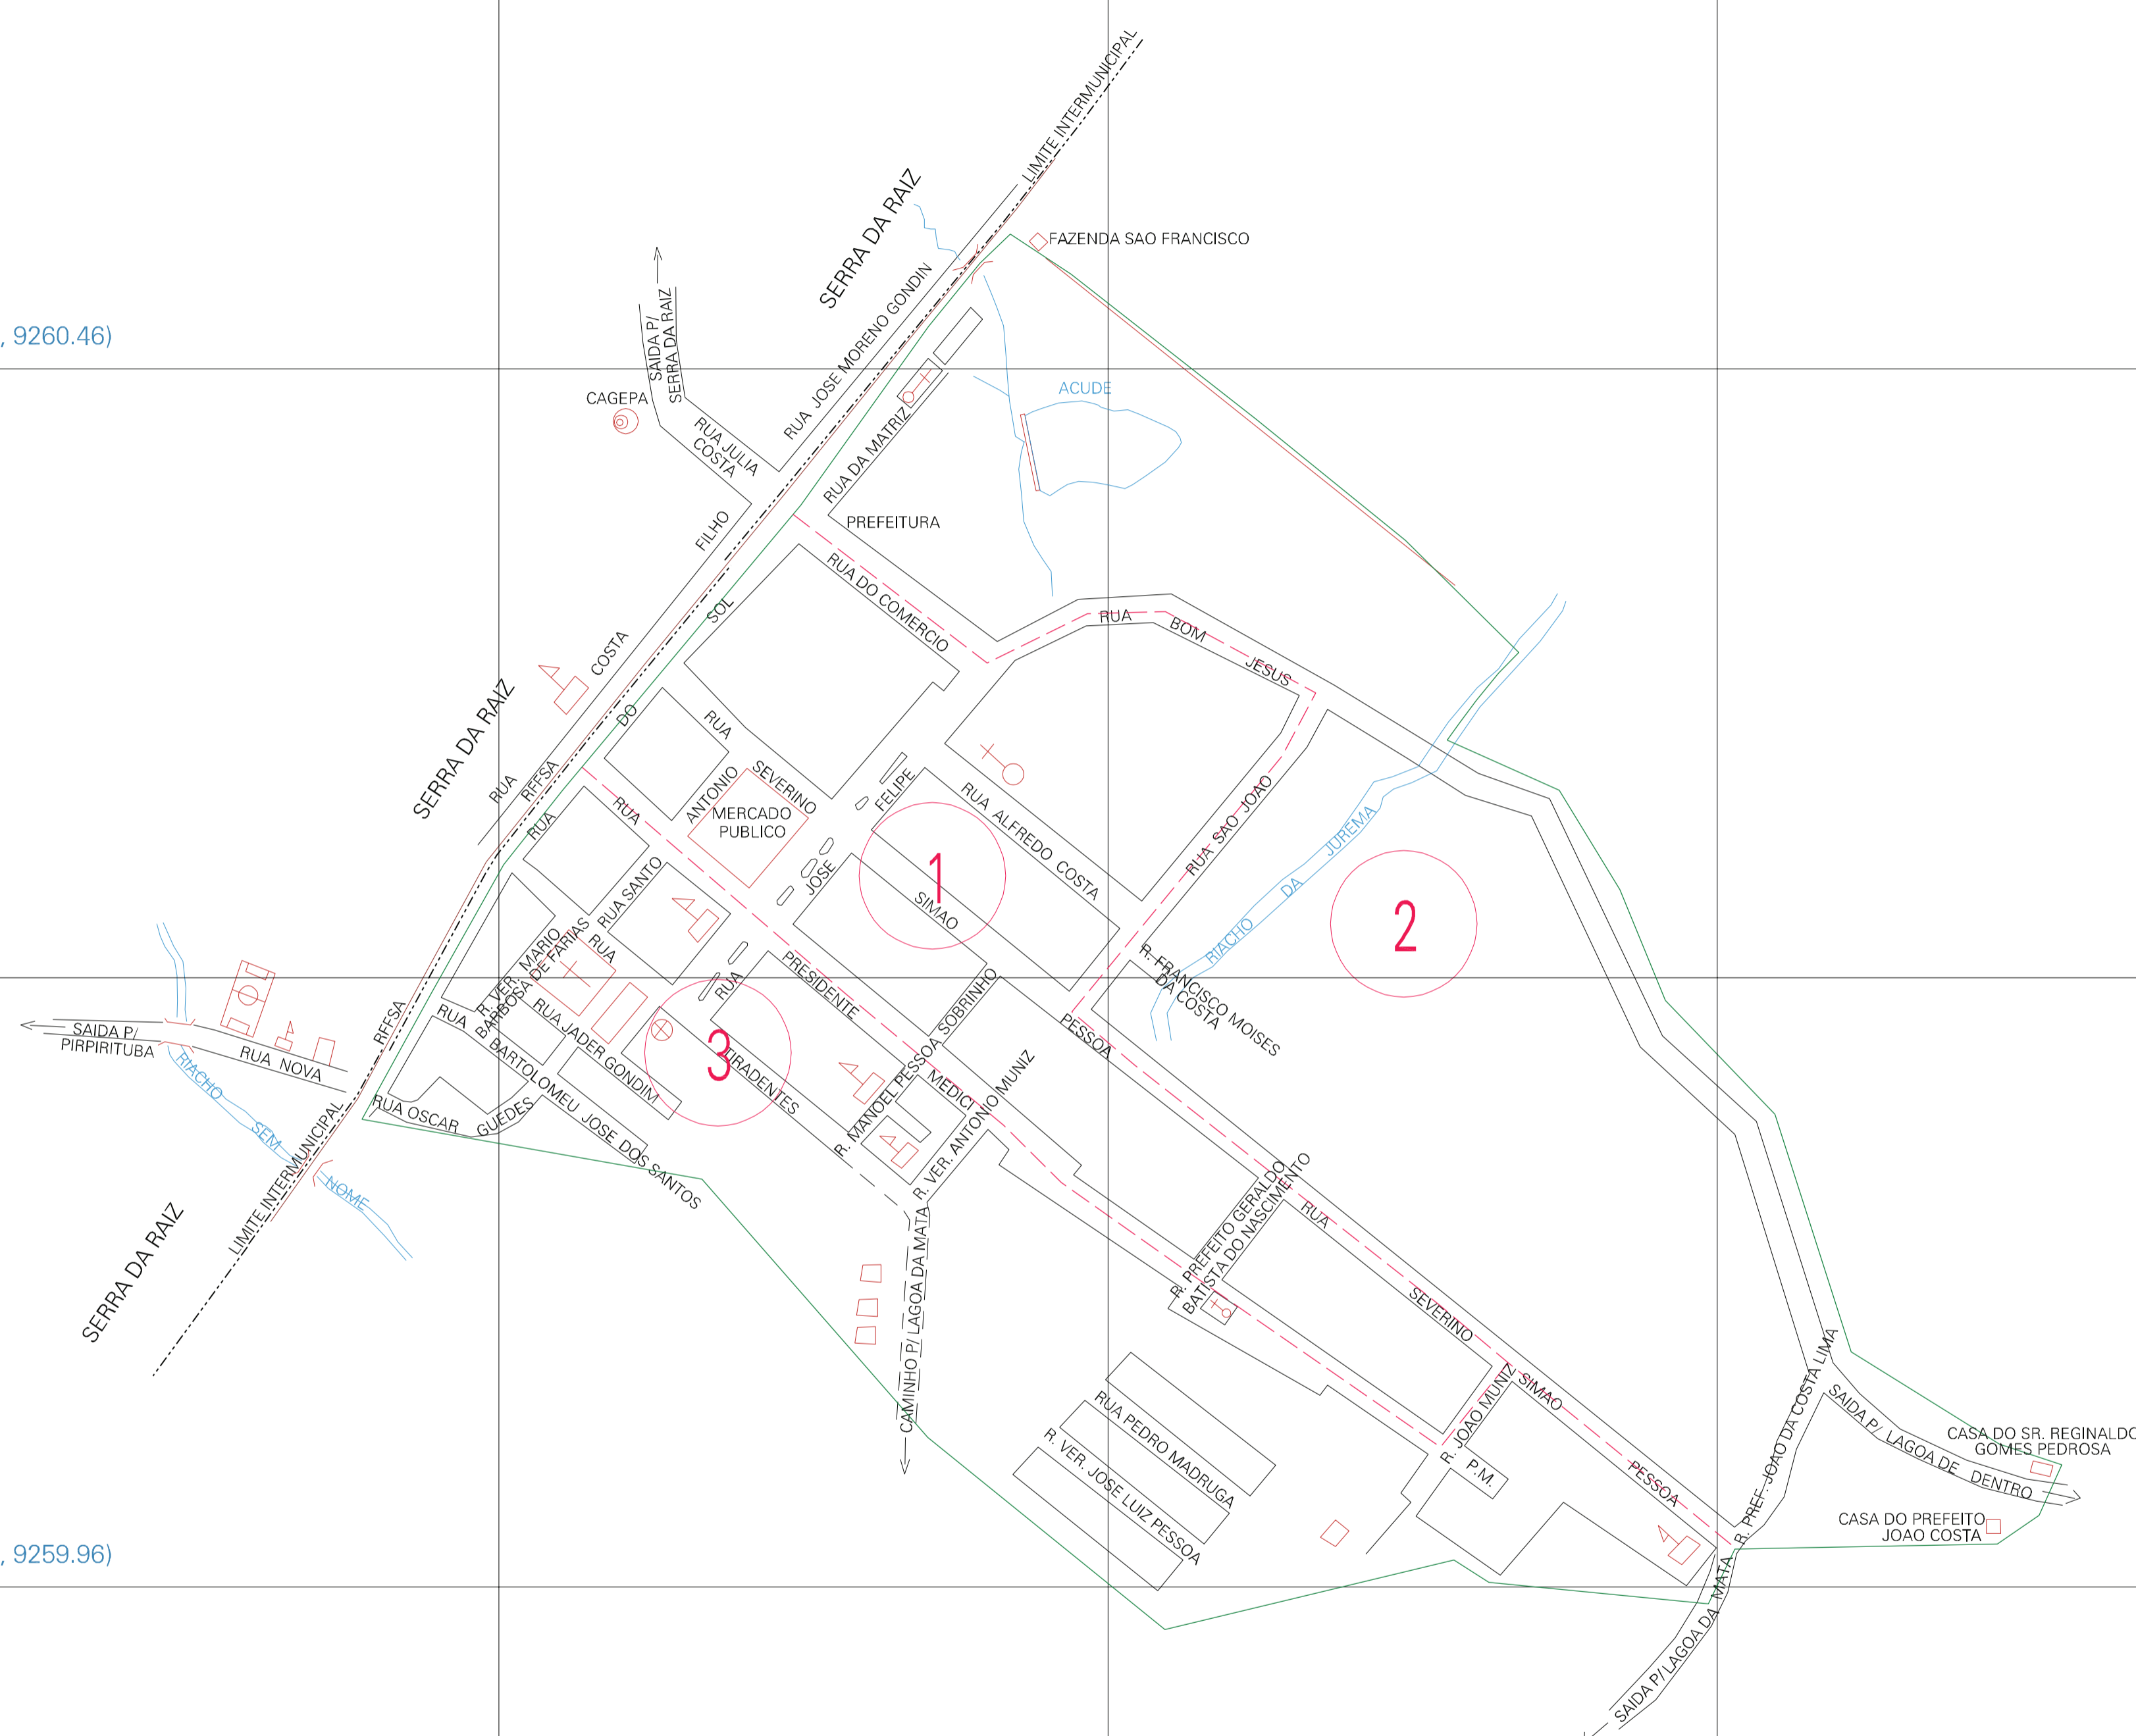 LIMITE INTERMUNICIPAL
SERRA DA RAIZ
FAZENDA SAO FRANCISCO
, 9260.46)
SAIDA P/
SERRA DA RAIZ
RUA JOSE MORENO GONDIN
CAGEPA
ACUDE
RUA JULIA
COSTA
RUA DA MATRIZ
PREFEITURA
RUA COSTA FILHO
RUA DO COMERCIO
RUA BOM JESUS
RUA DO SOL
SERRA DA RAIZ
RFFSA
RUA ANTONIO
SEVERINO
MERCADO
PUBLICO
RUA JOSE FELIPE
RUA ALFREDO COSTA
RUA SAO JOAO
RIACHO DA JUREMA
1
2
3
SIMAO
RUA SANTO
RUA PRESIDENTE MEDICI
R. VER. MARIO
BARBOSA DE FARIAS
RUA TIRADENTES
R. FRANCISCO MOISES
DA COSTA
RUA JADER GONDIM
R. MANOEL PESSOA SOBRINHO
PESSOA
R. VER. ANTONIO MUNIZ
SAIDA P/
PIRPIRITUBA
RUA NOVA
RFFSA
RIACHO SEM NOME
LIMITE INTERMUNICIPAL
SERRA DA RAIZ
RUA BARTOLOMEU JOSE DOS SANTOS
RUA OSCAR GUEDES
CAMINHO P/ LAGOA DA MATA
R. PREFEITO GERALDO
BATISTA DO NASCIMENTO
RUA SEVERINO SIMAO PESSOA
R. JOAO MUNIZ
P.M.
RUA PEDRO MADRUGA
R. VER. JOSE LUIZ PESSOA
R. PREF. JOAO DA COSTA LIMA
SAIDA P/ LAGOA DE DENTRO
CASA DO SR. REGINALDO
GOMES PEDROSA
CASA DO PREFEITO
JOAO COSTA
, 9259.96)
SAIDA P/ LAGOA DA MATA